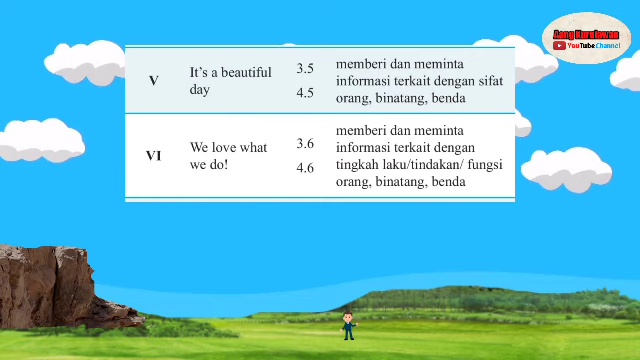 Aang Kurniawan
YouTube Channel
V
It's a beautiful
day
3.5
4.5
memberi dan meminta
informasi terkait dengan sifat
orang, binatang, benda
VI
We love what
we do!
3.6
4.6
memberi dan meminta
informasi terkait dengan
tingkah laku/tindakan/ fungsi
orang, binatang, benda